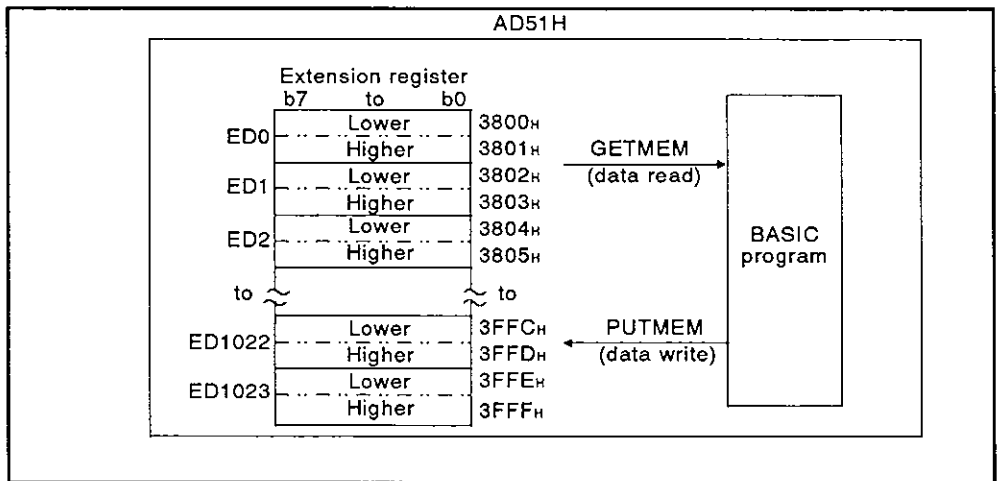 AD51H
Extension register
b7 to b0
ED0 Lower 3800H
Higher 3801H
ED1 Lower 3802H
Higher 3803H
ED2 Lower 3804H
Higher 3805H
to to
ED1022 Lower 3FFCH
Higher 3FFDH
ED1023 Lower 3FFEH
Higher 3FFFH
GETMEM
(data read)
PUTMEM
(data write)
BASIC
program